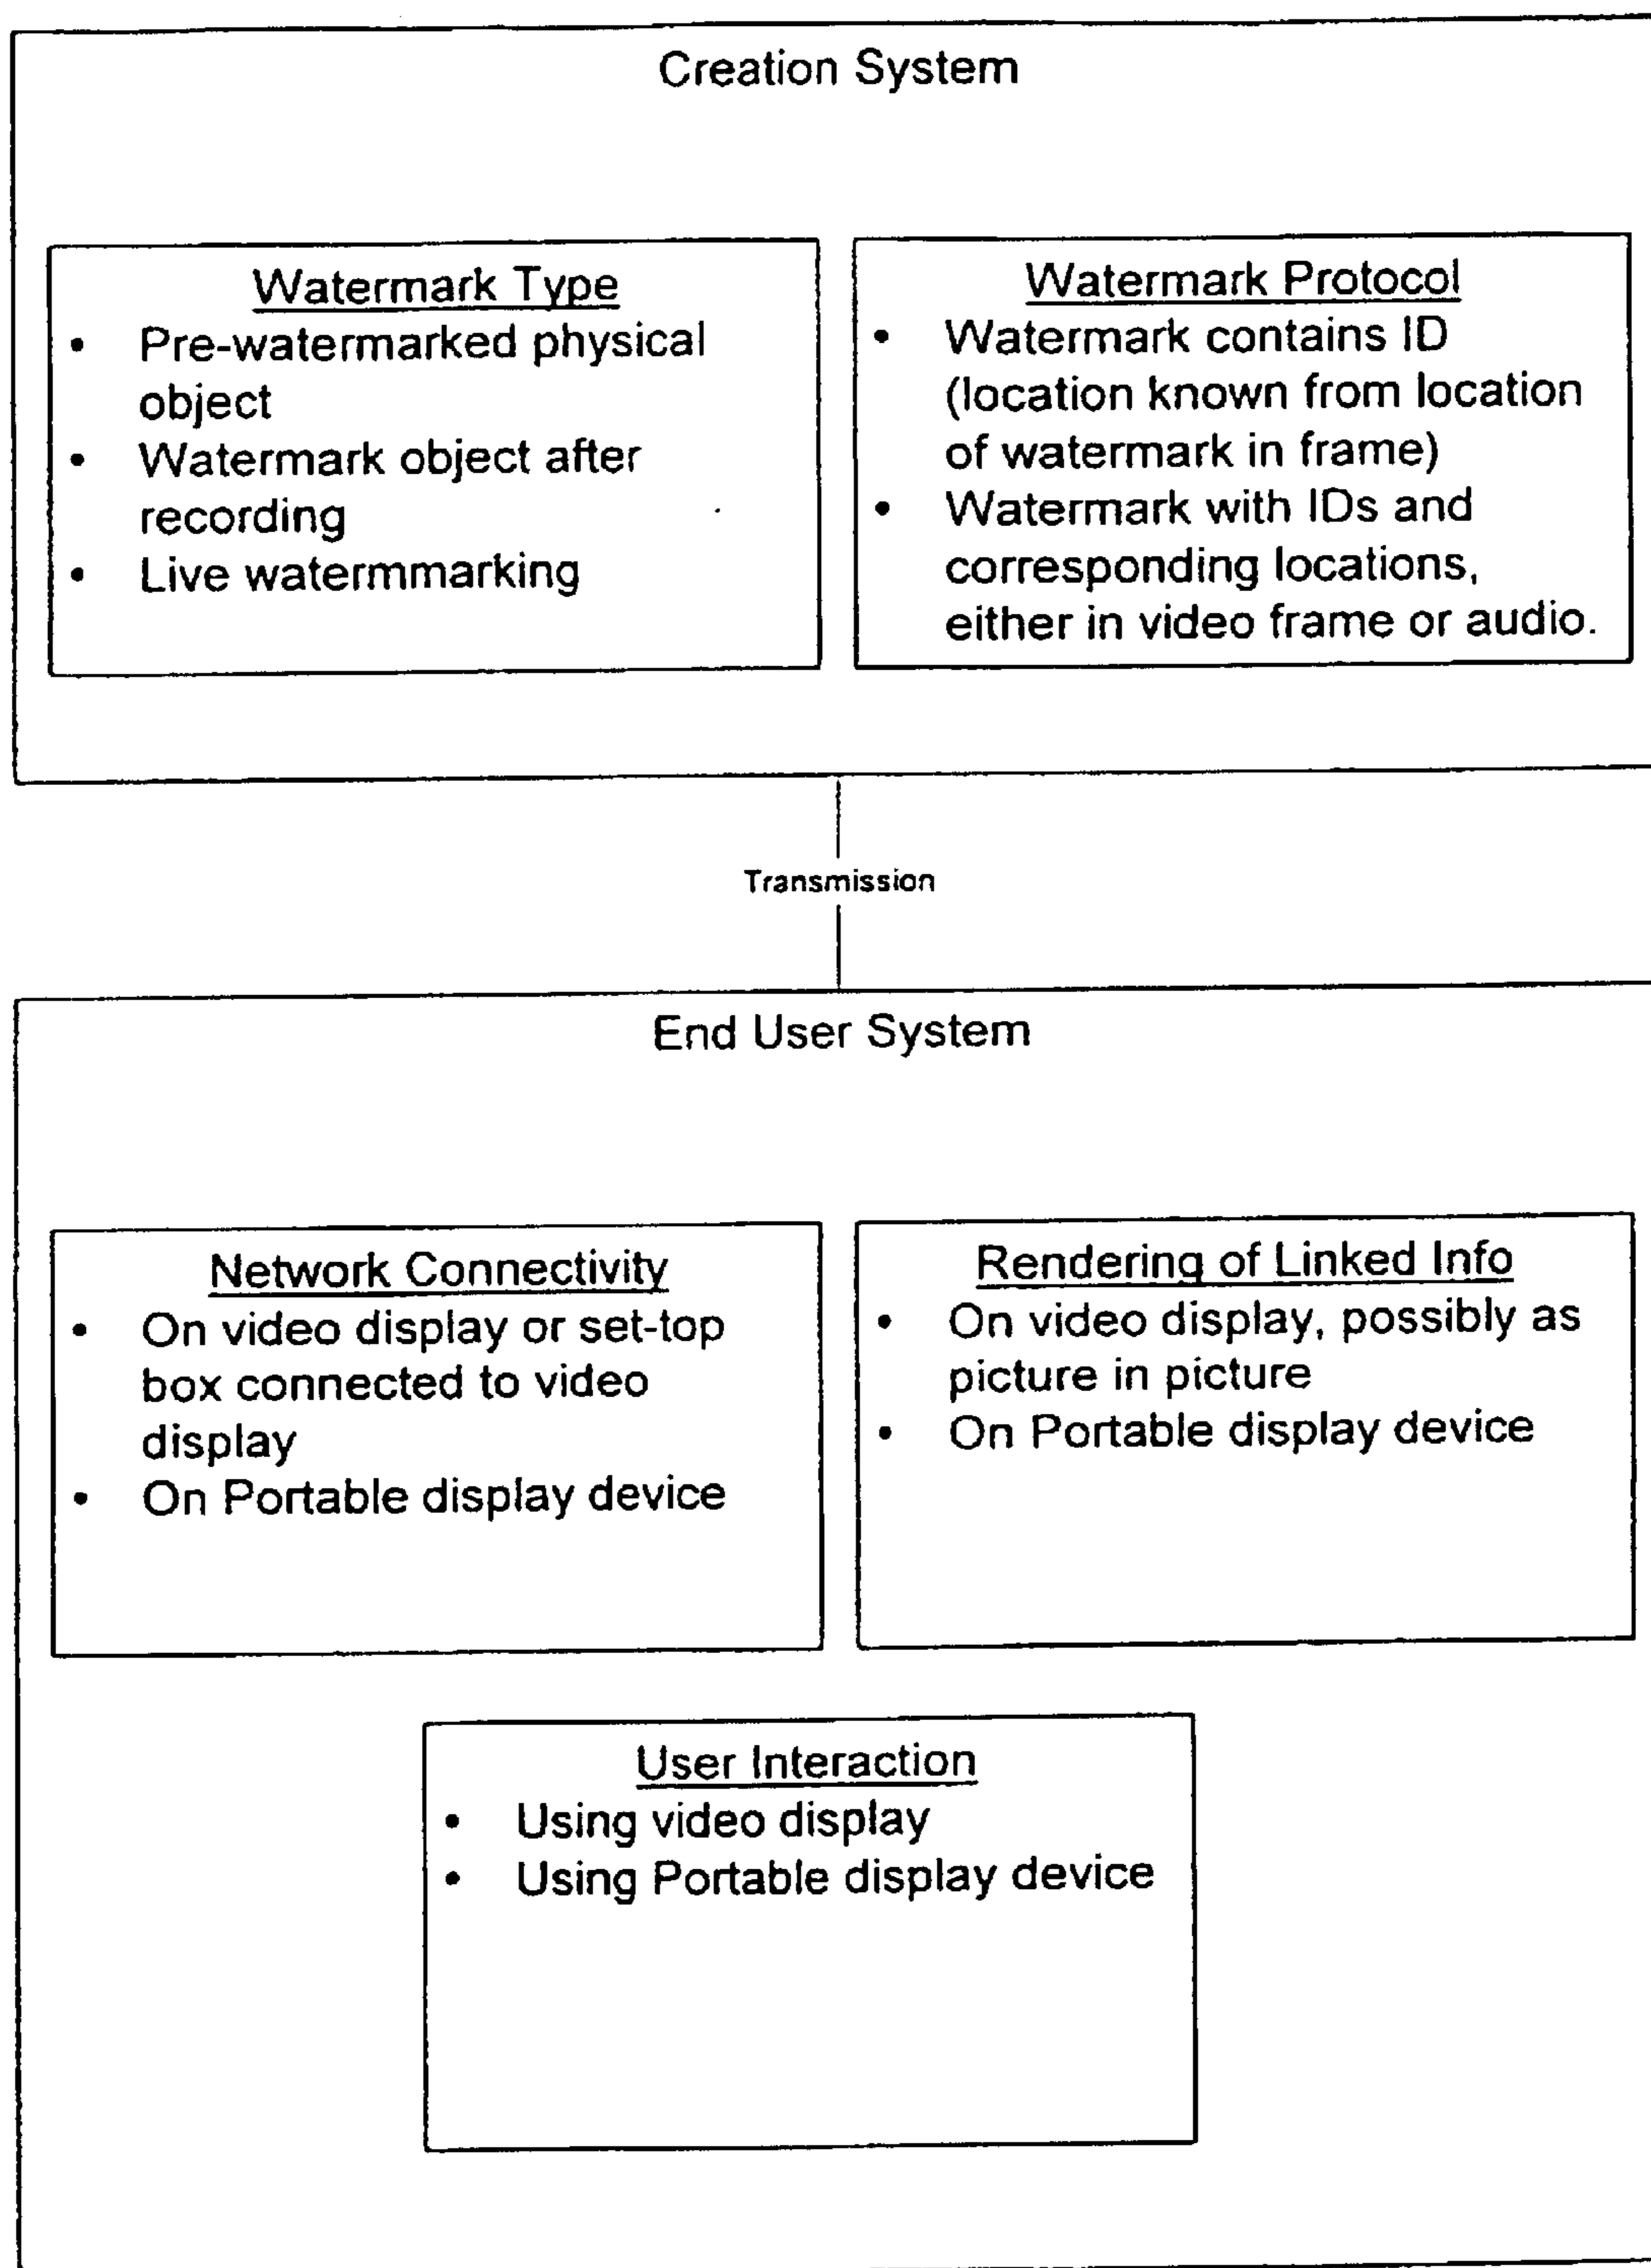 Creation System
Watermark Type
• Pre-watermarked physical
object
• Watermark object after
recording
• Live watermmarking
Watermark Protocol
• Watermark contains ID
(location known from location
of watermark in frame)
• Watermark with IDs and
corresponding locations,
either in video frame or audio.
Transmission
End User System
Network Connectivity
• On video display or set-top
box connected to video
display
• On Portable display device
Rendering of Linked Info
• On video display, possibly as
picture in picture
• On Portable display device
User Interaction
• Using video display
• Using Portable display device